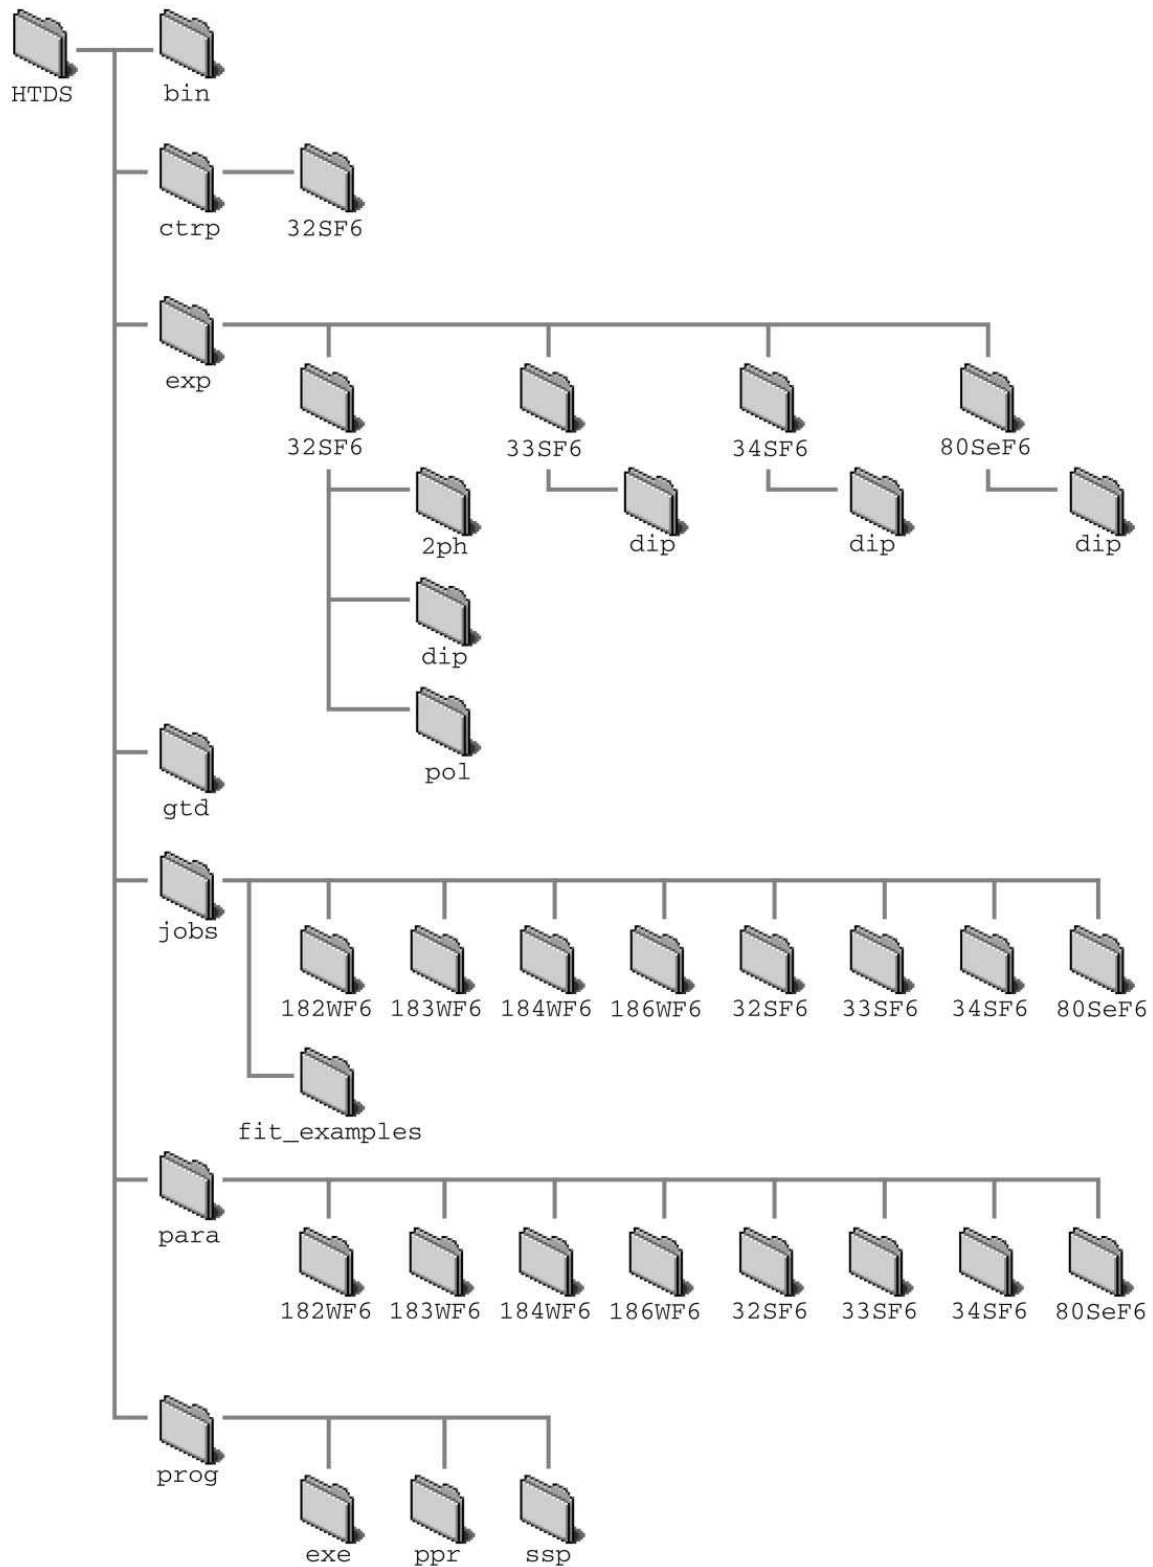 HTDS bin
ctrp 32SF6
exp
32SF6 33SF6 34SF6 80SeF6
2ph dip dip dip
dip
pol
gtd
jobs
182WF6 183WF6 184WF6 186WF6 32SF6 33SF6 34SF6 80SeF6
fit_examples
para
182WF6 183WF6 184WF6 186WF6 32SF6 33SF6 34SF6 80SeF6
prog
exe ppr ssp